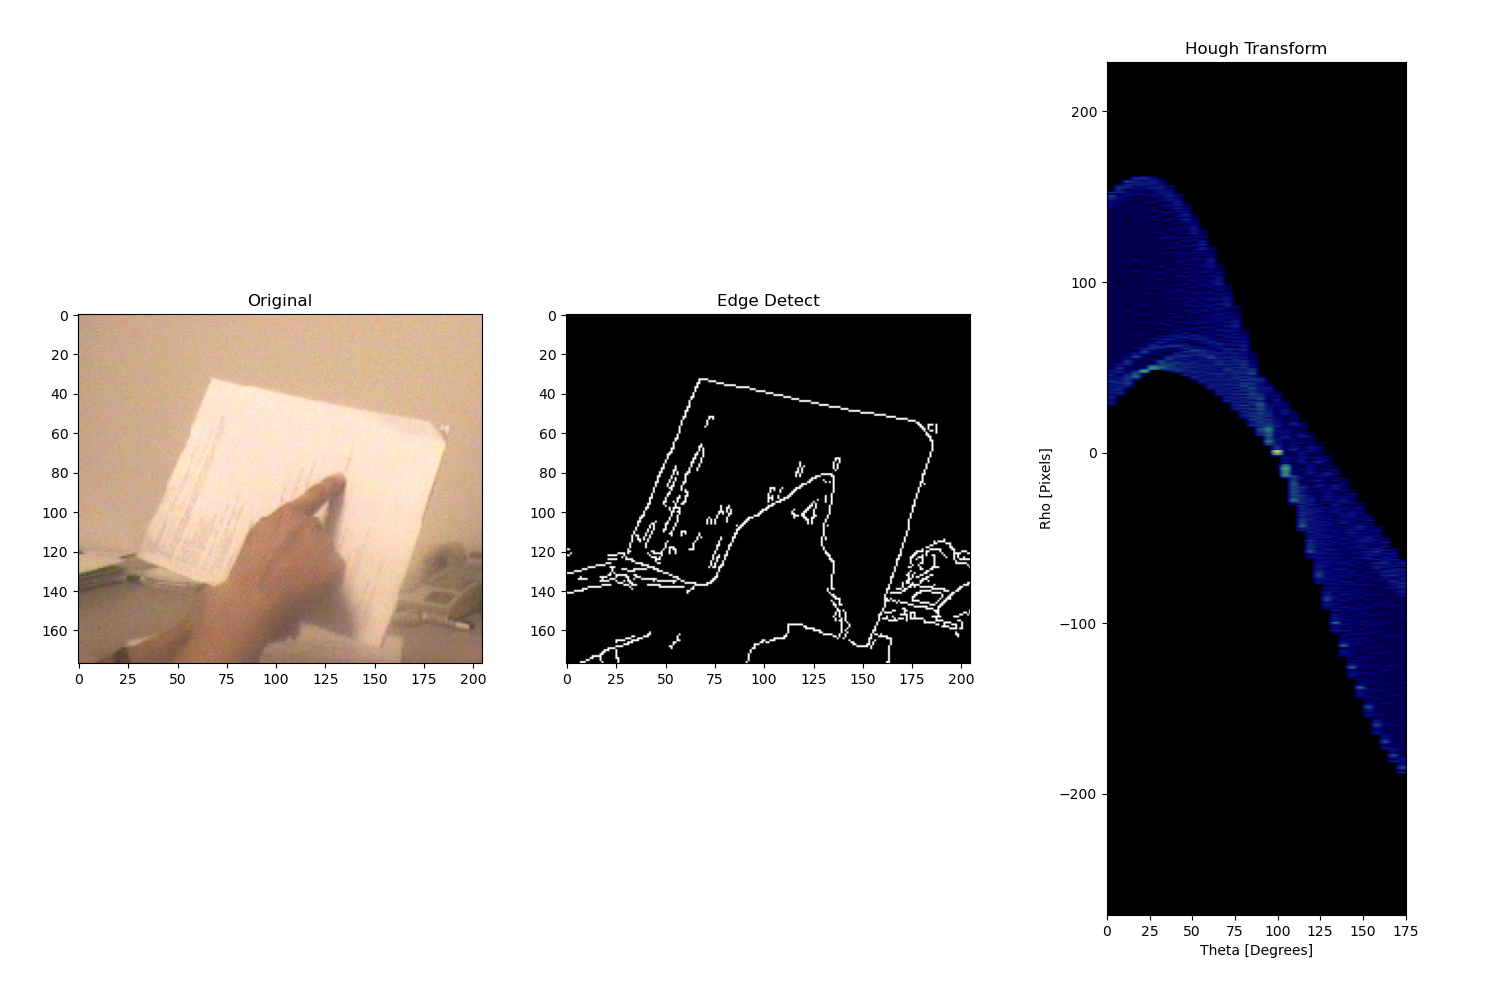 Hough Transform
200
100
0
−100
−200
Rho [Pixels]
0 25 50 75 100 125 150 175
Theta [Degrees]
Original
0
20
40
60
80
100
120
140
160
0 25 50 75 100 125 150 175 200
Edge Detect
0
20
40
60
80
100
120
140
160
0 25 50 75 100 125 150 175 200